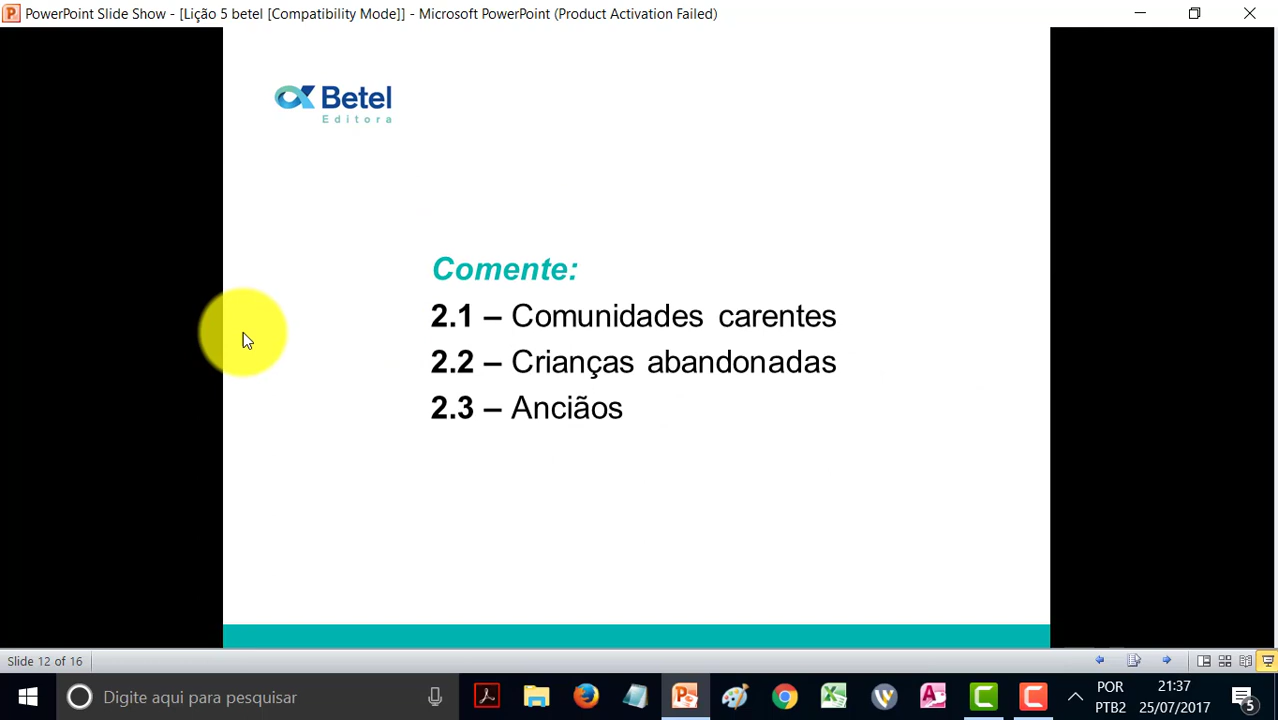 PowerPoint Slide Show - [Lição 5 betel [Compatibility Mode]] - Microsoft PowerPoint (Product Activation Failed)
Betel
Editora
Comente:
2.1 – Comunidades carentes
2.2 – Crianças abandonadas
2.3 – Anciãos
Slide 12 of 16
Digite aqui para pesquisar
POR
PTB2
21:37
25/07/2017
5